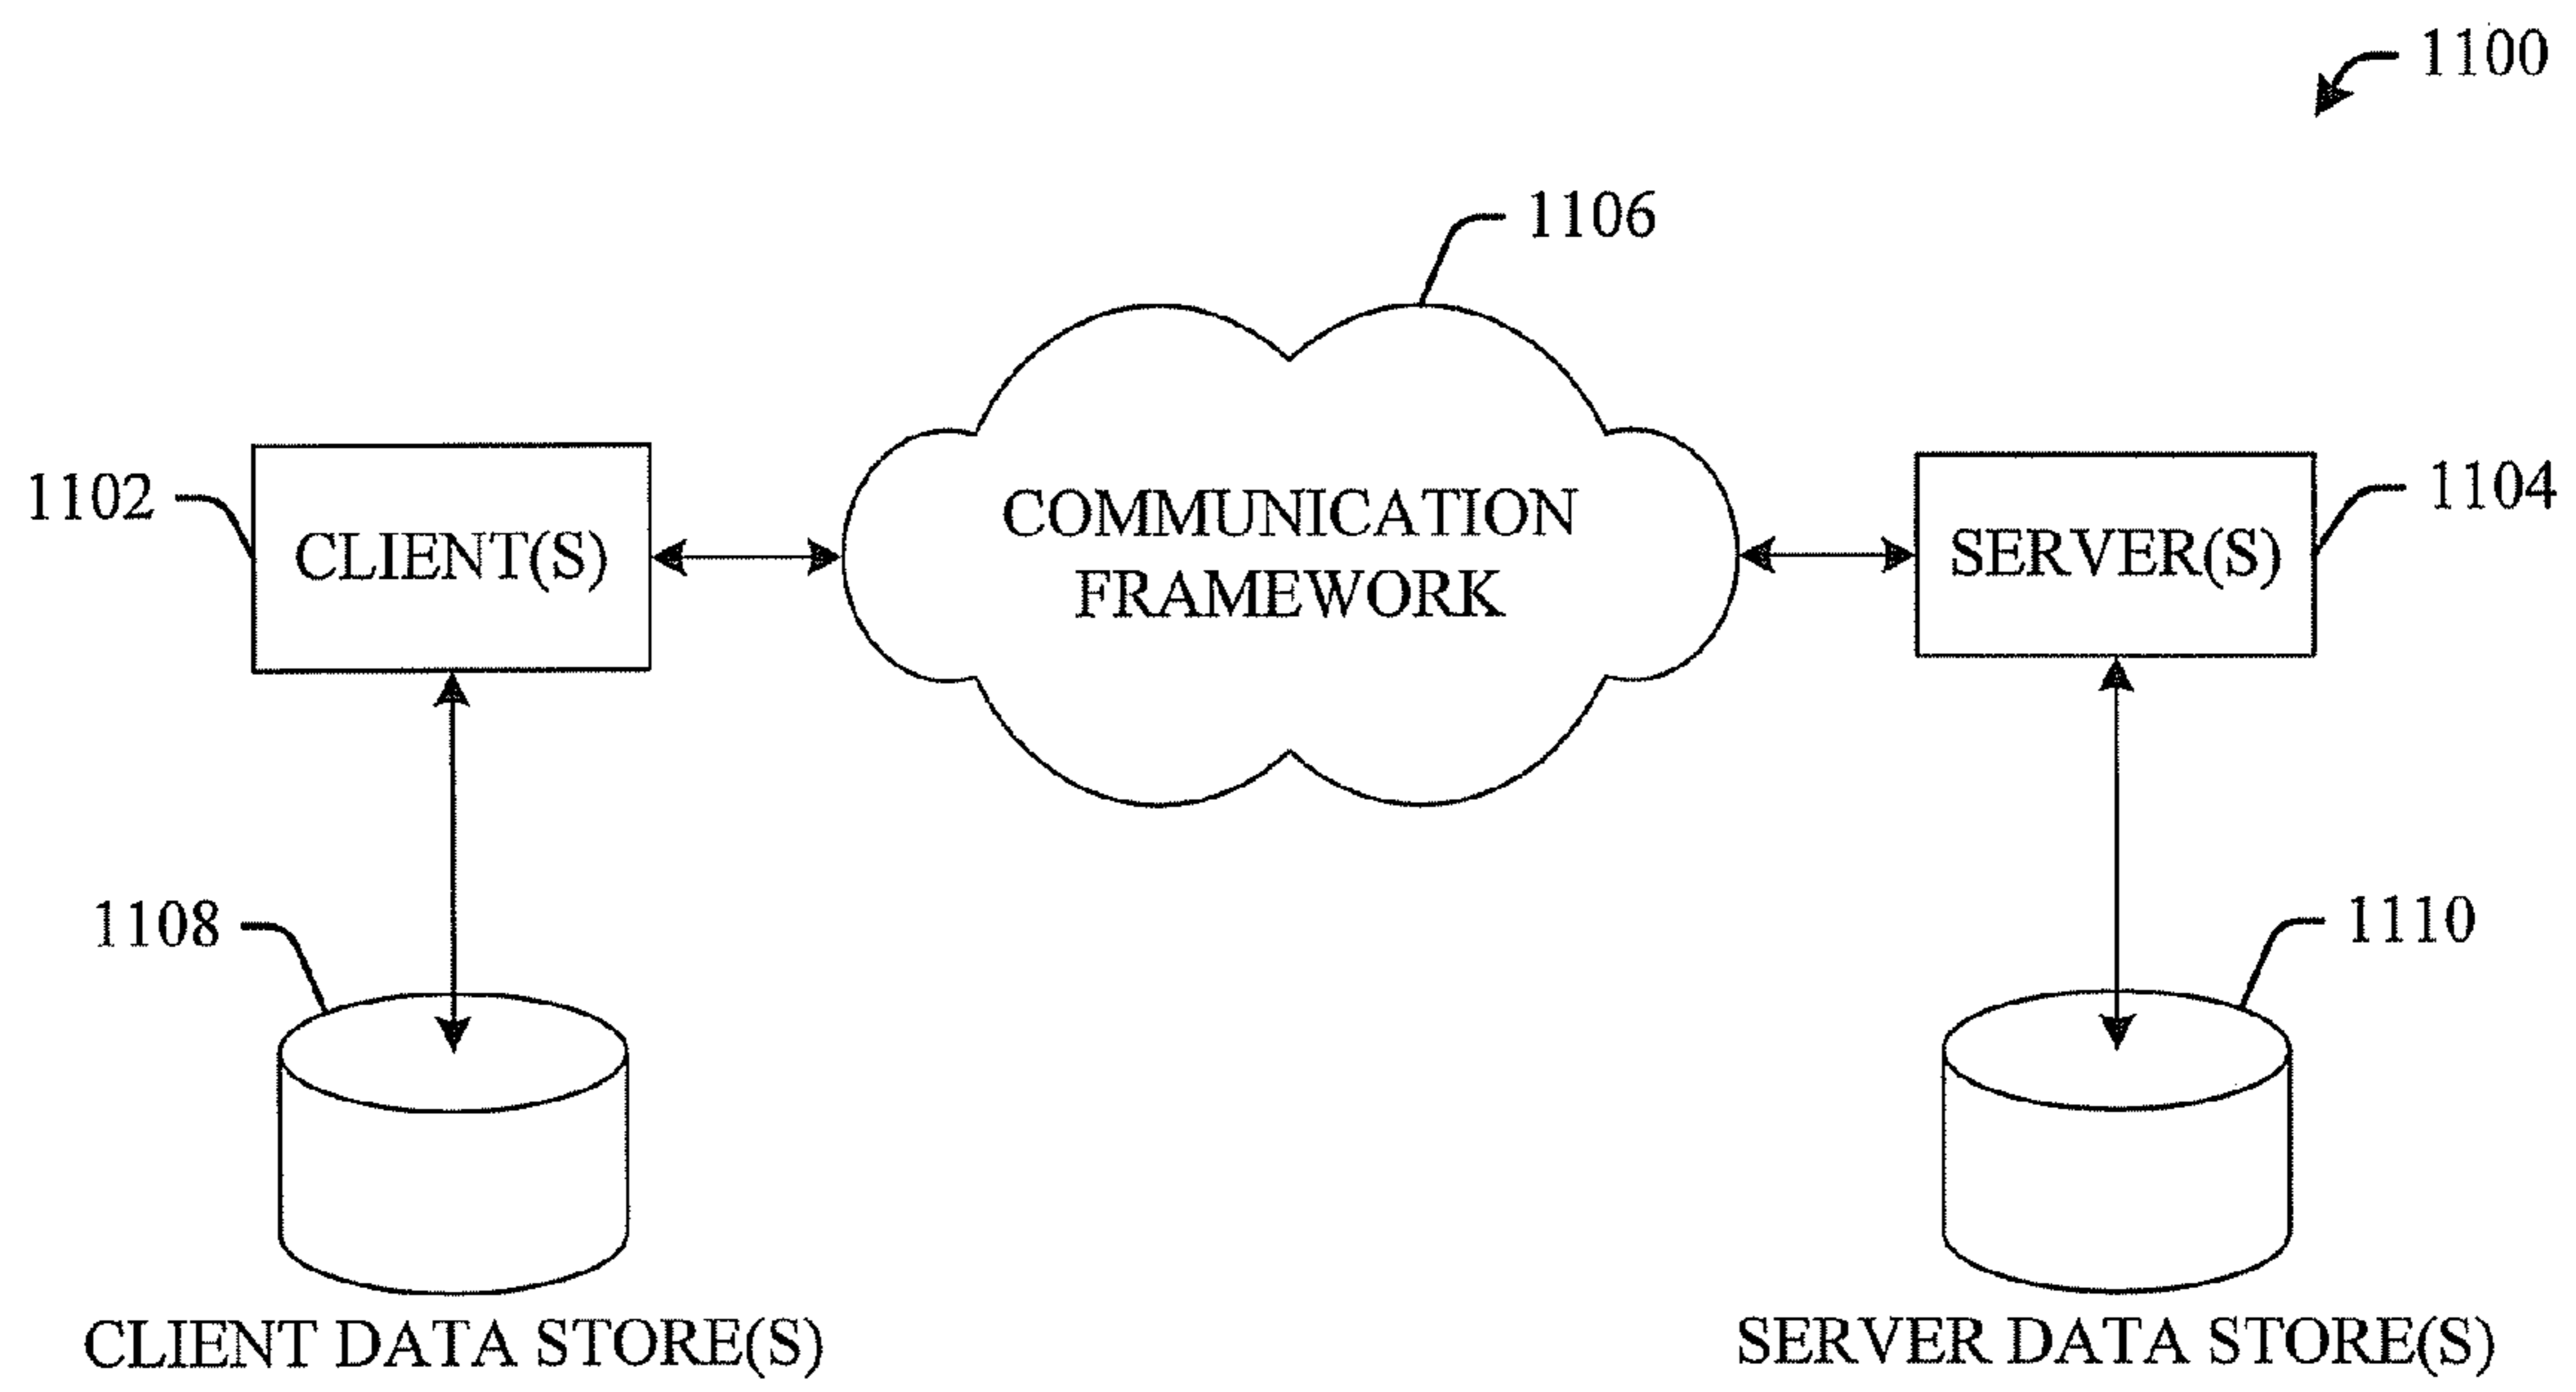 1100
1106
1102
CLIENT(S)
COMMUNICATION
FRAMEWORK
SERVER(S)
1104
1108
1110
CLIENT DATA STORE(S)
SERVER DATA STORE(S)